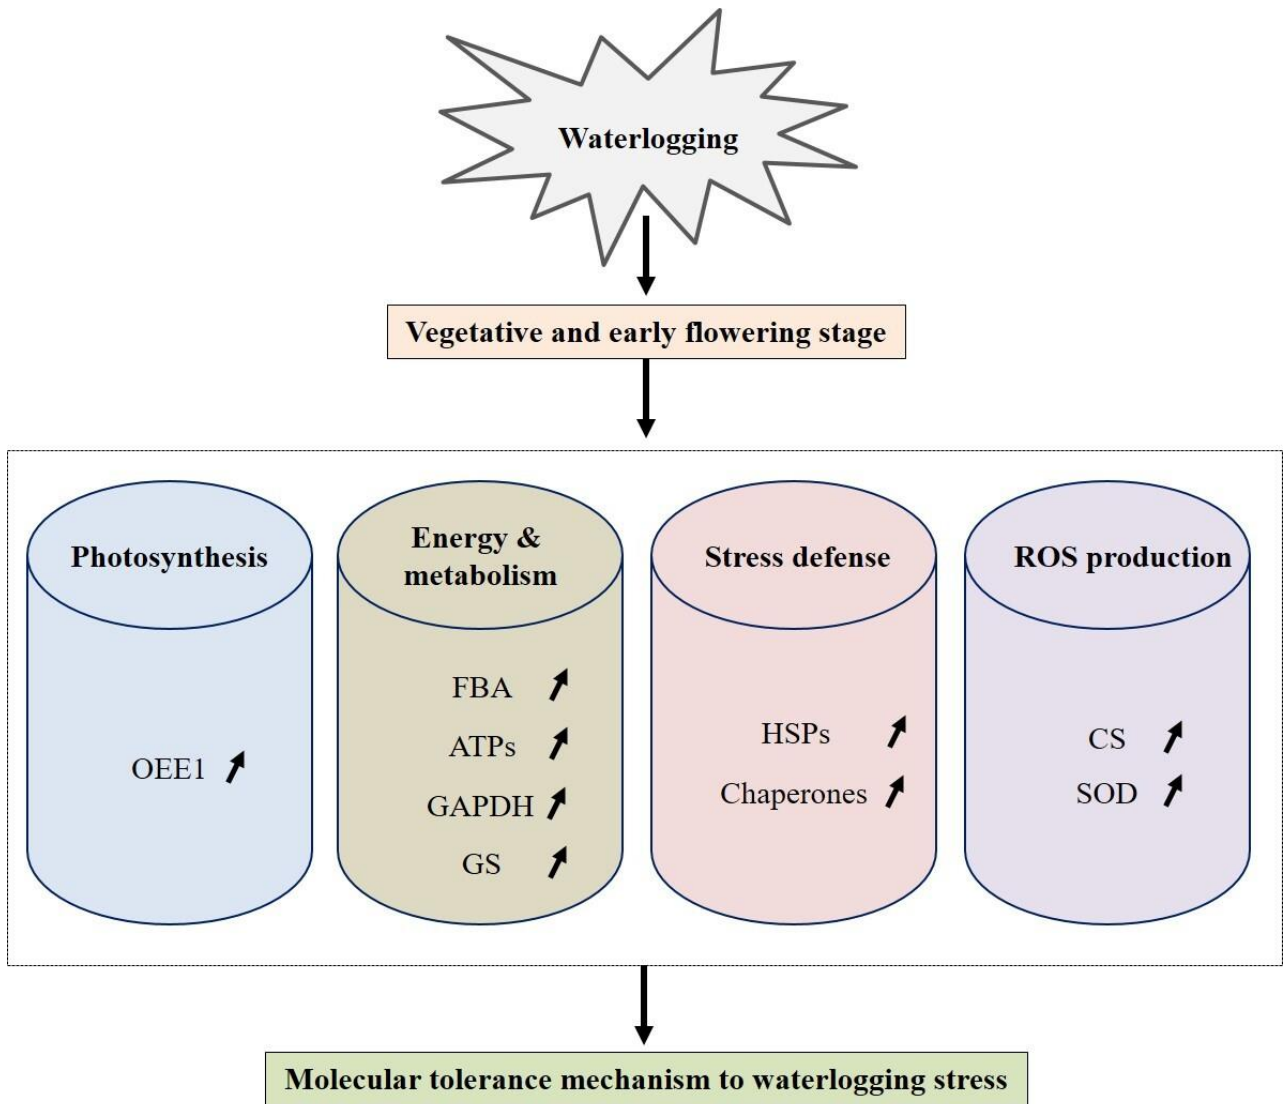 Waterlogging
Vegetative and early flowering stage
Photosynthesis
OEE1
Energy &
metabolism
FBA
ATPs
GAPDH
GS
Stress defense
HSPs
Chaperones
ROS production
CS
SOD
Molecular tolerance mechanism to waterlogging stress